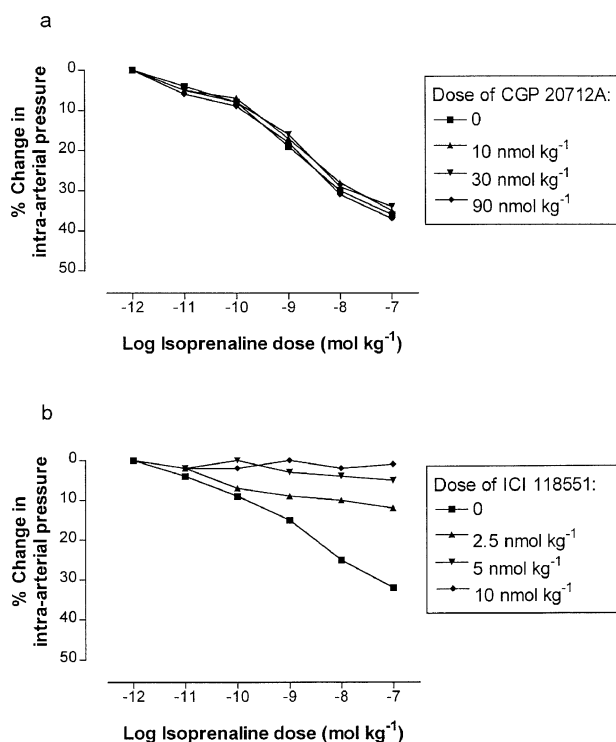 a
0
10
20
30
40
50
% Change in
intra-arterial pressure
-12 -11 -10 -9 -8 -7
Log Isoprenaline dose (mol kg⁻¹)
Dose of CGP 20712A:
0
10 nmol kg⁻¹
30 nmol kg⁻¹
90 nmol kg⁻¹
b
0
10
20
30
40
50
% Change in
intra-arterial pressure
-12 -11 -10 -9 -8 -7
Log Isoprenaline dose (mol kg⁻¹)
Dose of ICI 118551:
0
2.5 nmol kg⁻¹
5 nmol kg⁻¹
10 nmol kg⁻¹